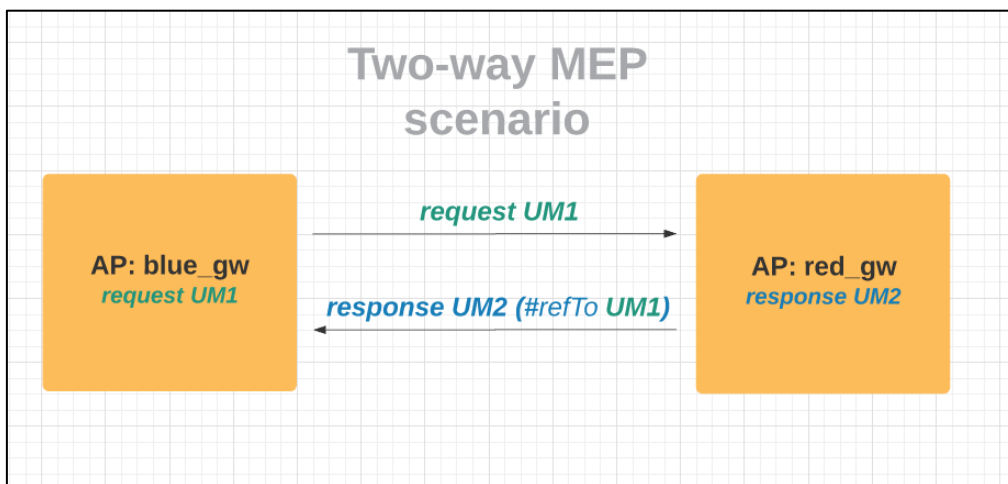 Two-way MEP
scenario
request UM1
AP: blue_gw
request UM1
response UM2 (#refTo UM1)
AP: red_gw
response UM2